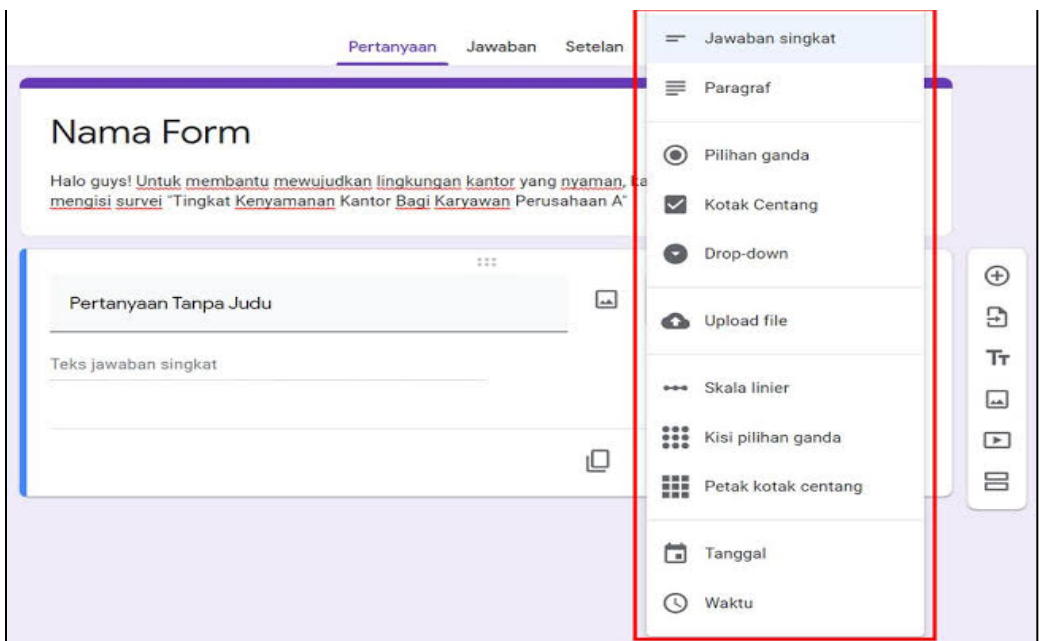 Pertanyaan Jawaban Setelan
Nama Form
Halo guys! Untuk membantu mewujudkan lingkungan kantor yang nyaman,
mengisi survei "Tingkat Kenyamanan Kantor Bagi Karyawan Perusahaan A"
Pertanyaan Tanpa Judu
Teks jawaban singkat
Jawaban singkat
Paragraf
Pilihan ganda
Kotak Centang
Drop-down
Upload file
Skala linier
Kisi pilihan ganda
Petak kotak centang
Tanggal
Waktu
Tт